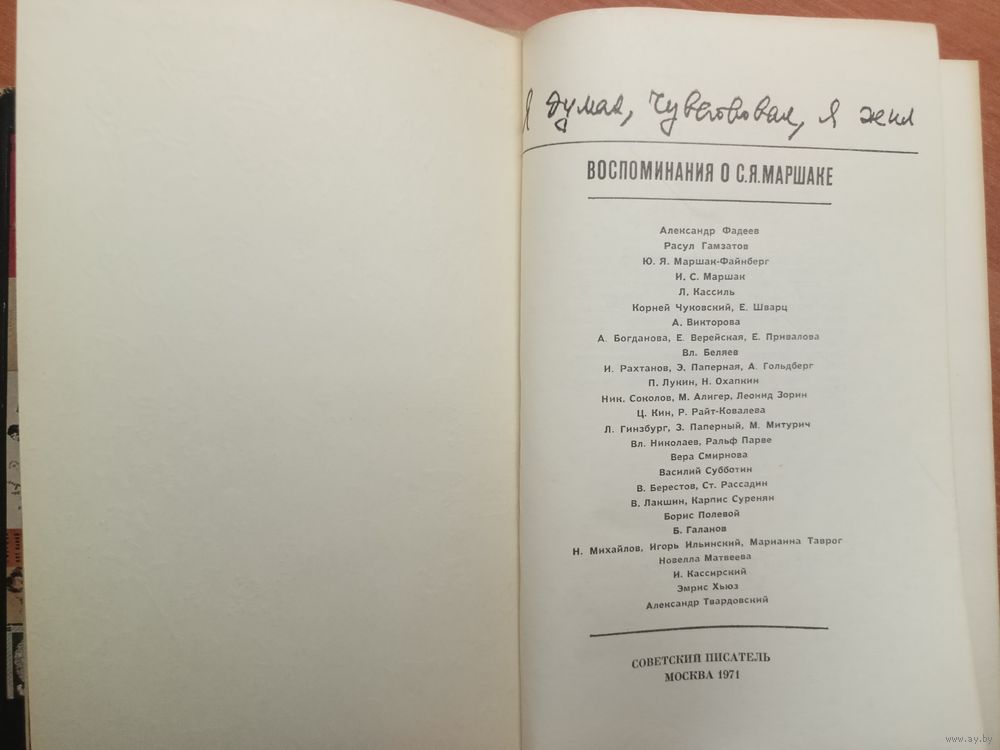 Я думал, чувствовал, я жил
ВОСПОМИНАНИЯ О С.Я.МАРШАКЕ
Александр Фадеев
Расул Гамзатов
Ю. Я. Маршак-Файнберг
И. С. Маршак
Л. Кассиль
Корней Чуковский, Е. Шварц
А. Викторова
А. Богданова, Е. Верейская, Е. Привалова
Вл. Беляев
И. Рахтанов, Э. Паперная, А. Гольдберг
П. Лукин, Н. Охапкин
Ник. Соколов, М. Алигер, Леонид Зорин
Ц. Кин, Р. Райт-Ковалева
Л. Гинзбург, З. Паперный, М. Митурич
Вл. Николаев, Ральф Парве
Вера Смирнова
Василий Субботин
В. Берестов, Ст. Рассадин
В. Лакшин, Карпис Суренян
Борис Полевой
Б. Галанов
Н. Михайлов, Игорь Ильинский, Марианна Таврог
Новелла Матвеева
И. Кассирский
Эмрис Хьюз
Александр Твардовский
СОВЕТСКИЙ ПИСАТЕЛЬ
МОСКВА 1971
www.ay.by